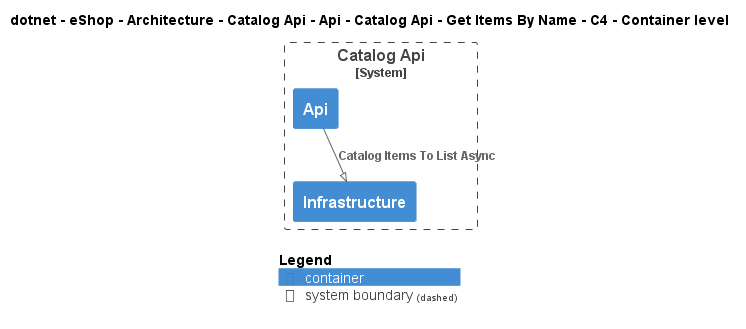 dotnet - eShop - Architecture - Catalog Api - Api - Catalog Api - Get Items By Name - C4 - Container level
Catalog Api
[System]
Api
Catalog Items To List Async
Infrastructure
Legend
container
system boundary (dashed)